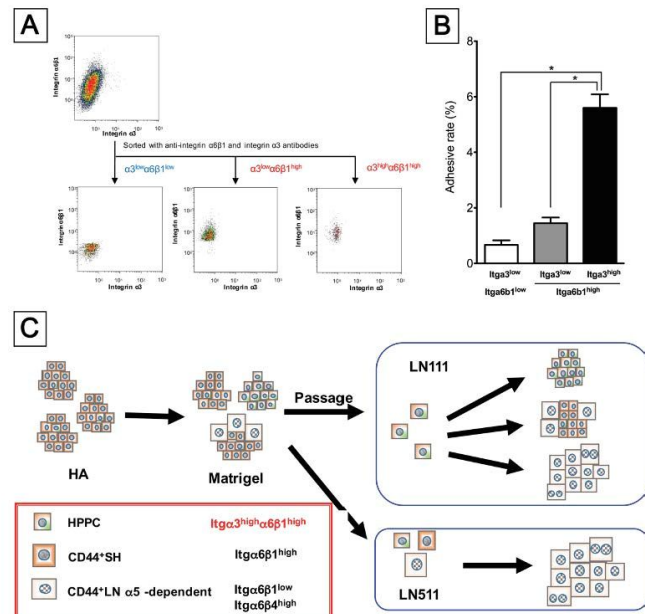 A
Integrin α6β1
Integrin α3
Sorted with anti-integrin α6β1 and integrin α3 antibodies
α3lowα6β1low
α3lowα6β1high
α3highα6β1high
Integrin α6β1
Integrin α6β1
Integrin α6β1
Integrin α3
Integrin α3
Integrin α3
B
Adhesive rate (%)
8
6
4
2
0
*
*
Itga3low
Itga3low
Itga3high
Itga6b1low
Itga6b1high
C
HA
Matrigel
Passage
LN111
LN511
HPPC
Itgα3highα6β1high
CD44+SH
Itgα6β1high
CD44+LN α5 -dependent
Itgα6β1low
Itgα6β4high